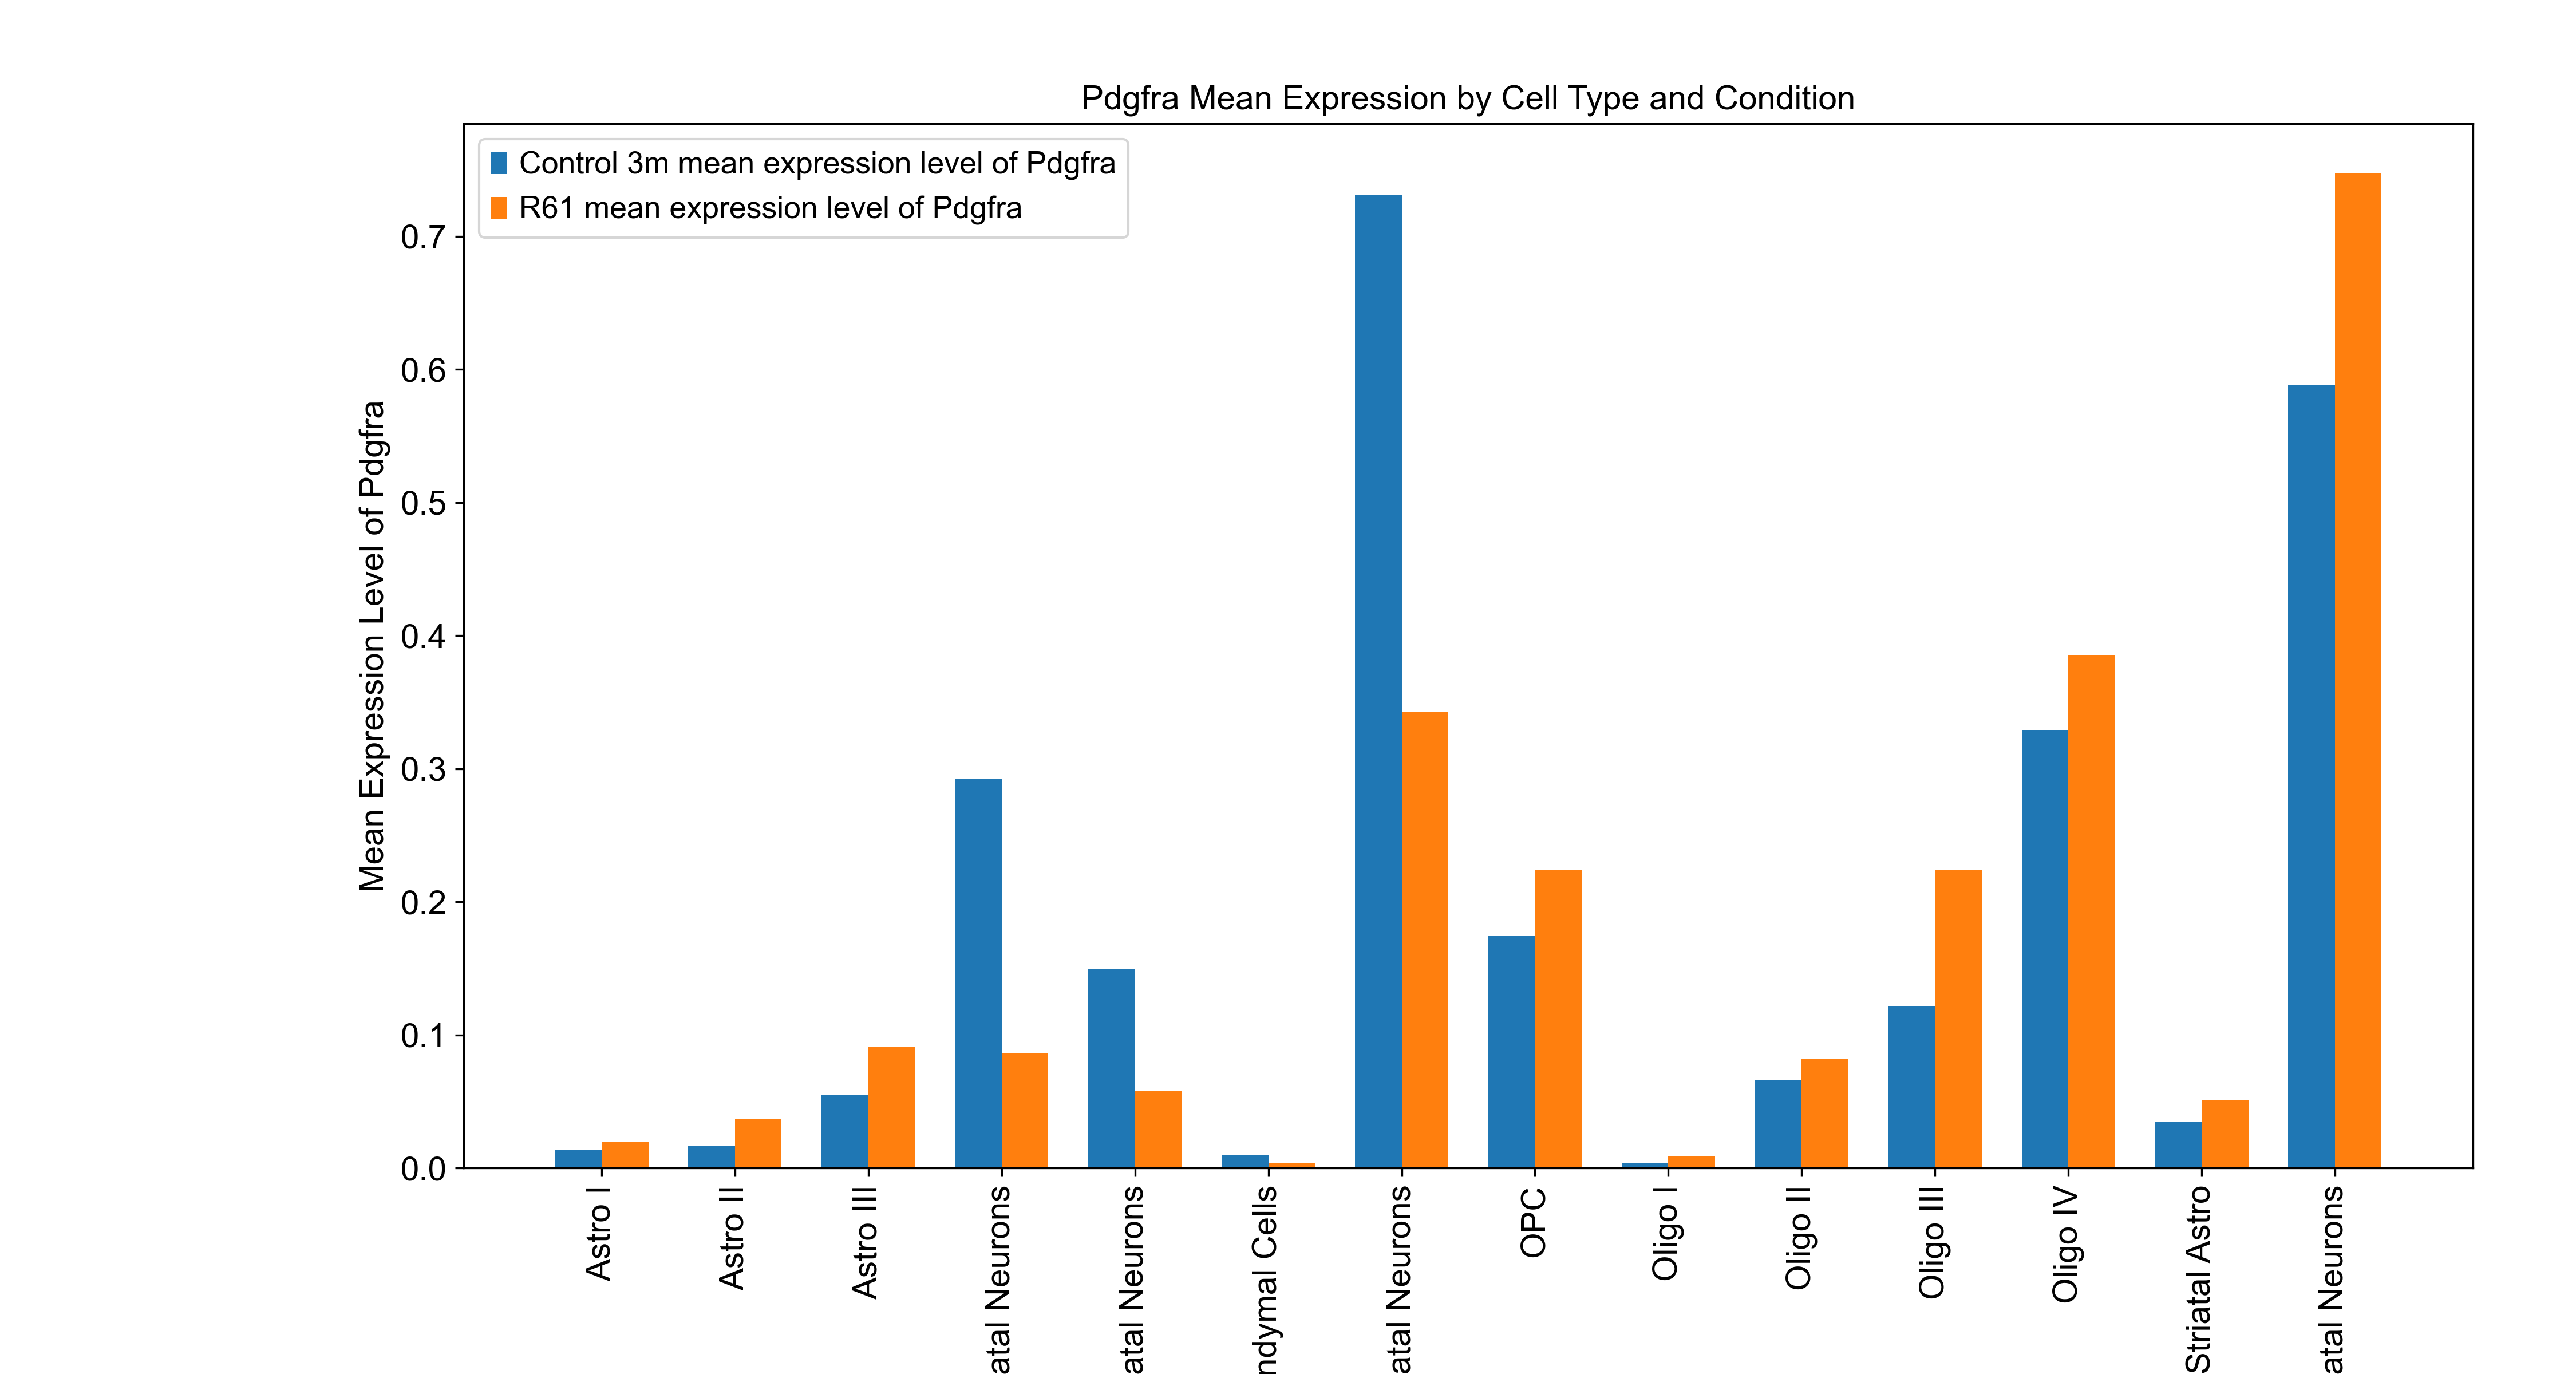 Pdgfra Mean Expression by Cell Type and Condition
Control 3m mean expression level of Pdgfra
R61 mean expression level of Pdgfra
Mean Expression Level of Pdgfra
0.7
0.6
0.5
0.4
0.3
0.2
0.1
0.0
Astro I
Astro II
Astro III
atal Neurons
atal Neurons
ndymal Cells
atal Neurons
OPC
Oligo I
Oligo II
Oligo III
Oligo IV
Striatal Astro
atal Neurons